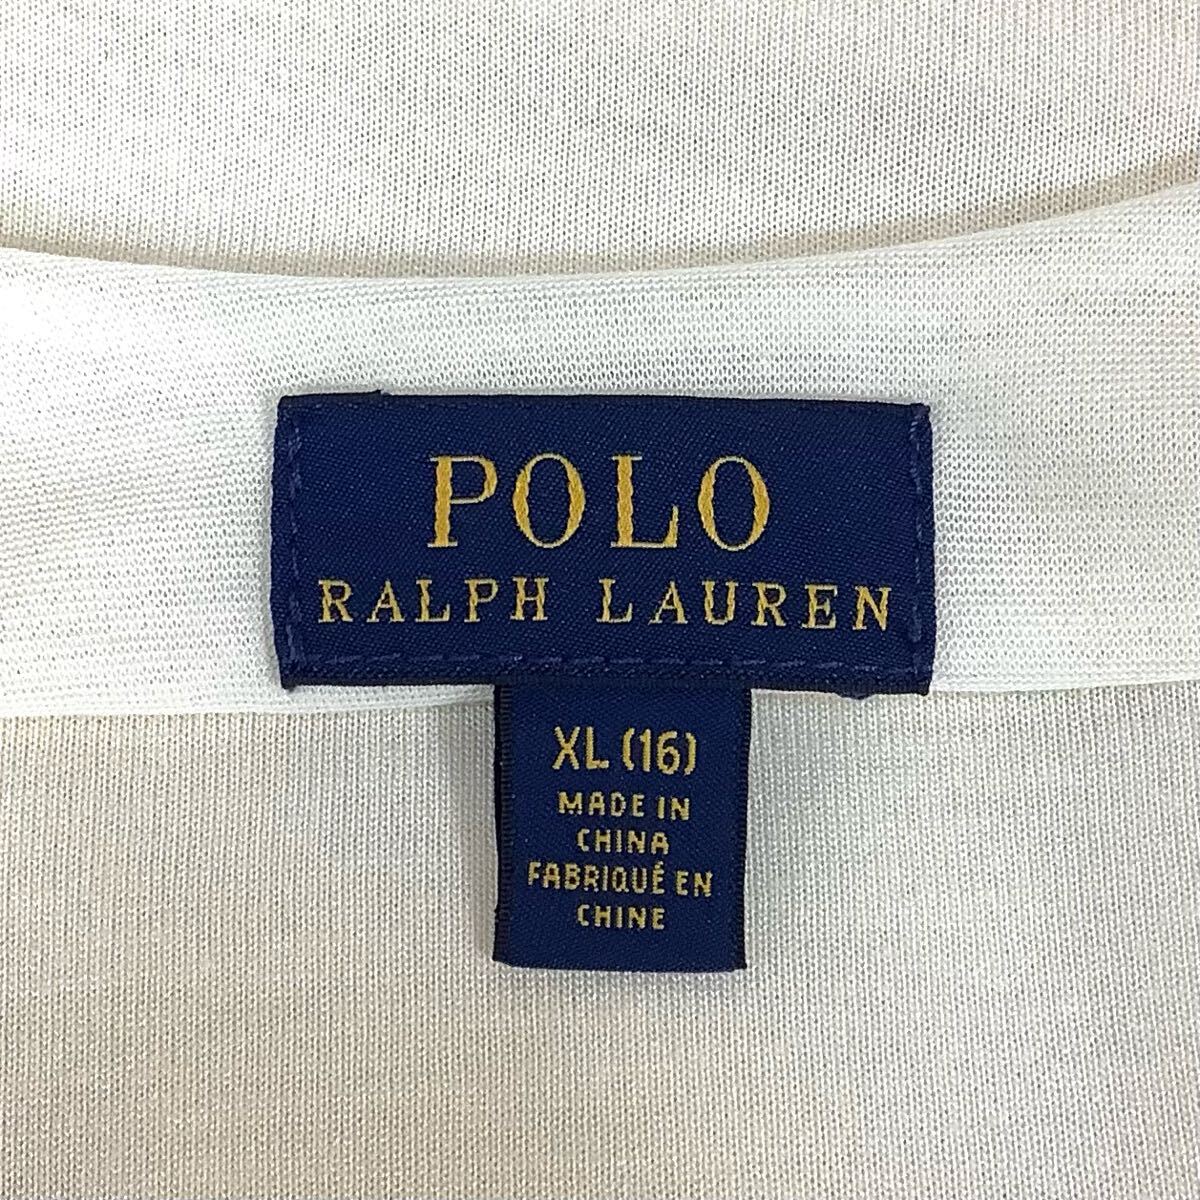 POLO
RALPH LAUREN
XL (16)
MADE IN
CHINA
FABRIQUÉ EN
CHINE